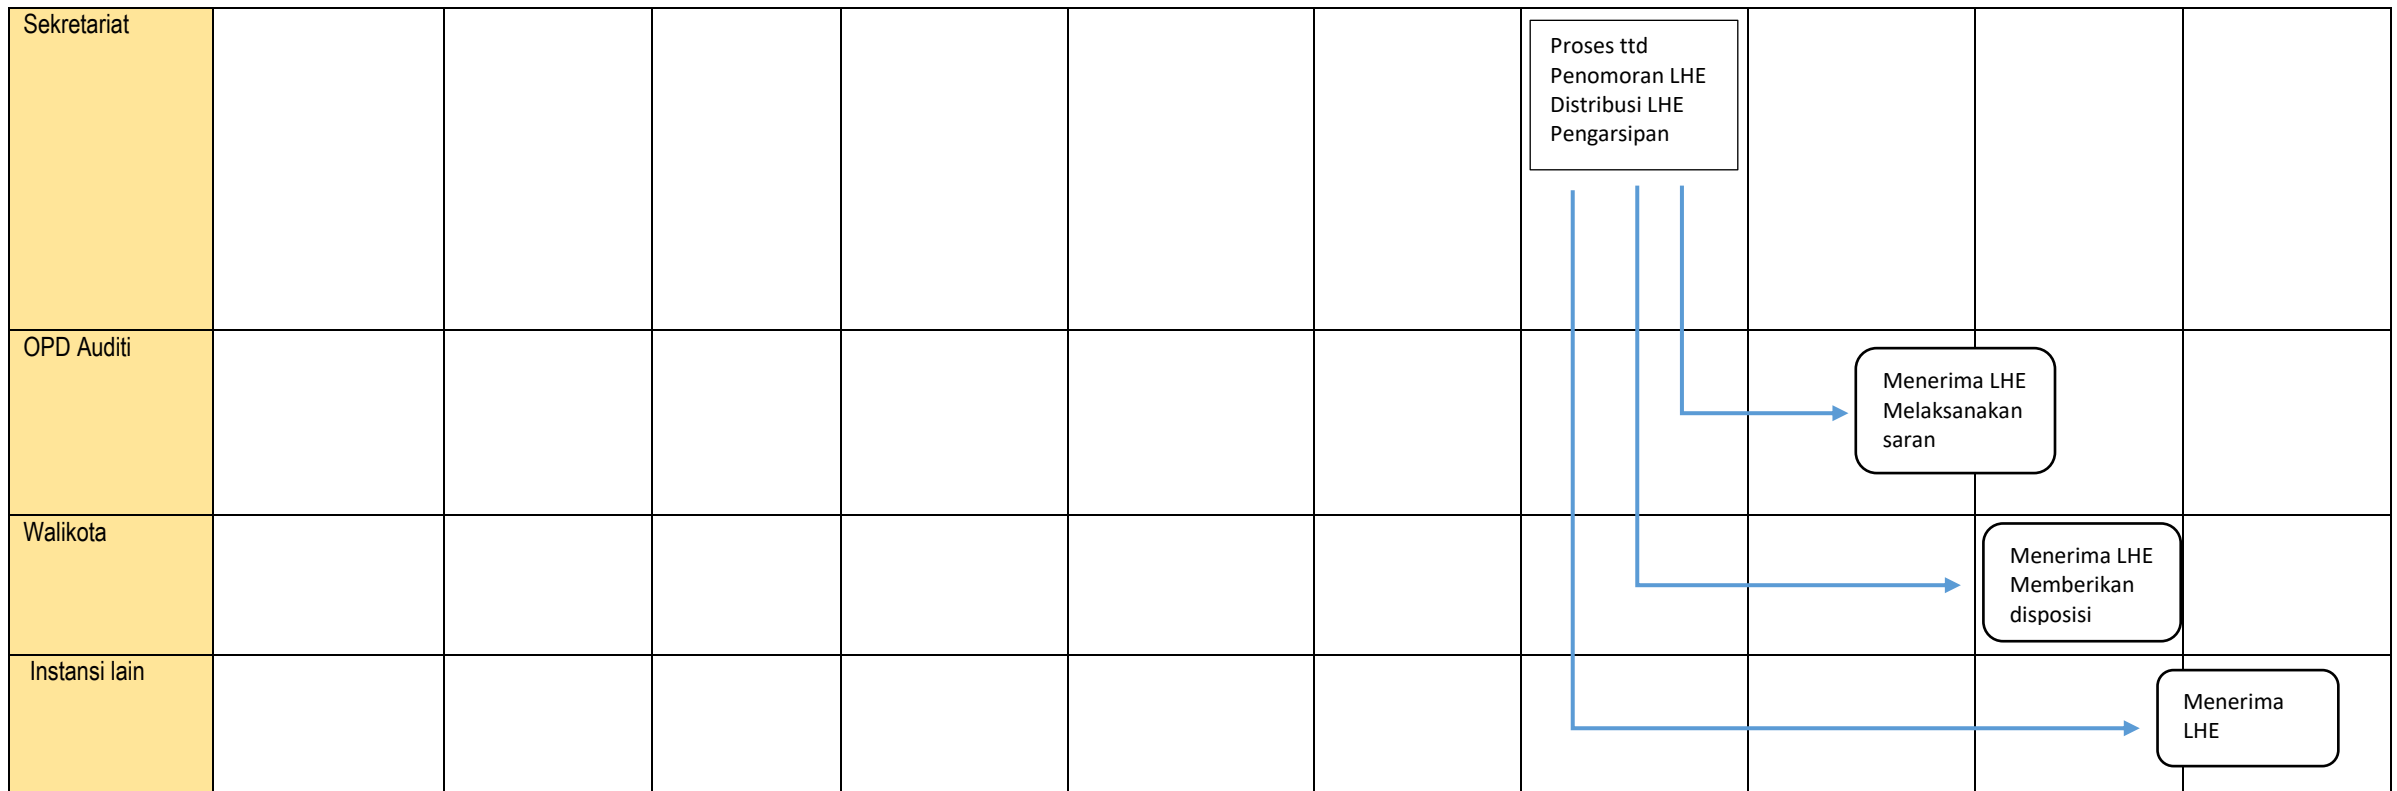 Sekretariat
Proses ttd
Penomoran LHE
Distribusi LHE
Pengarsipan
OPD Auditi
Menerima LHE
Melaksanakan
saran
Walikota
Menerima LHE
Memberikan
disposisi
Instansi lain
Menerima
LHE